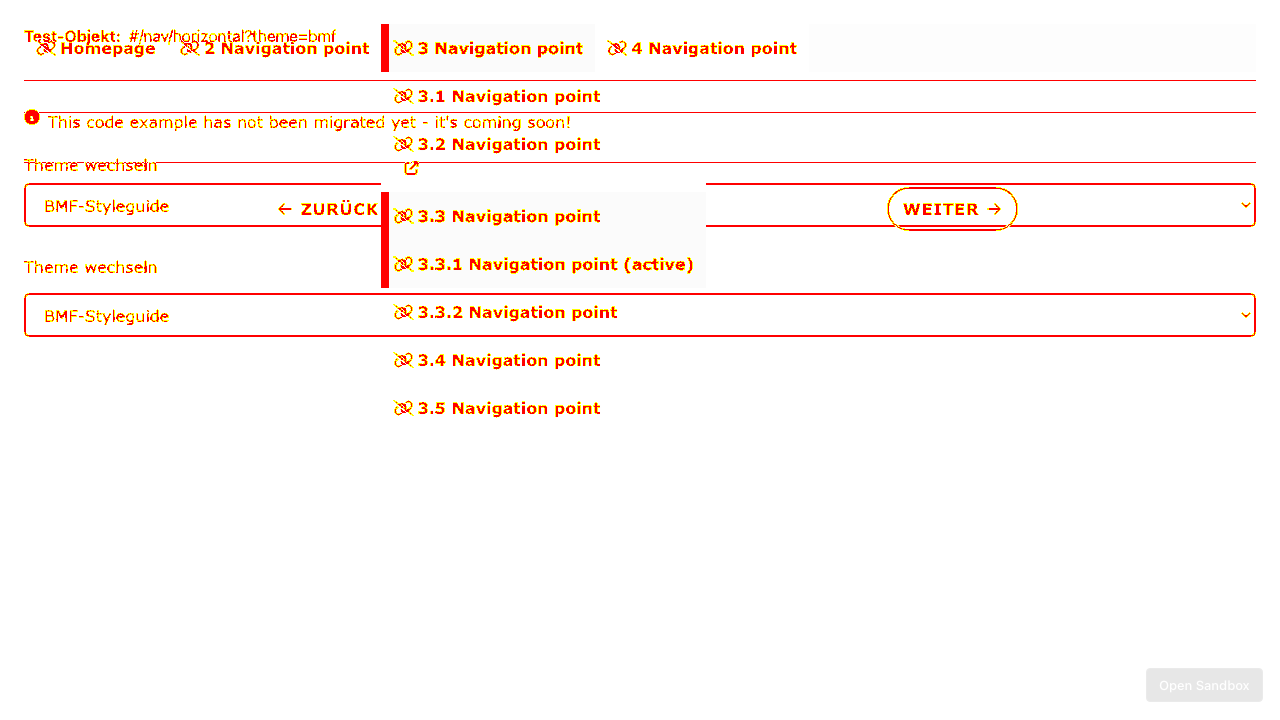 Test-Objekt: #/nav/horizontal?theme=bmf
Homepage 2 Navigation point 3 Navigation point 4 Navigation point
3.1 Navigation point
This code example has not been migrated yet - it's coming soon!
3.2 Navigation point
Theme wechseln
BMF-Styleguide
← ZURÜCK
WEITER →
3.3 Navigation point
3.3.1 Navigation point (active)
Theme wechseln
3.3.2 Navigation point
BMF-Styleguide
3.4 Navigation point
3.5 Navigation point
Open Sandbox